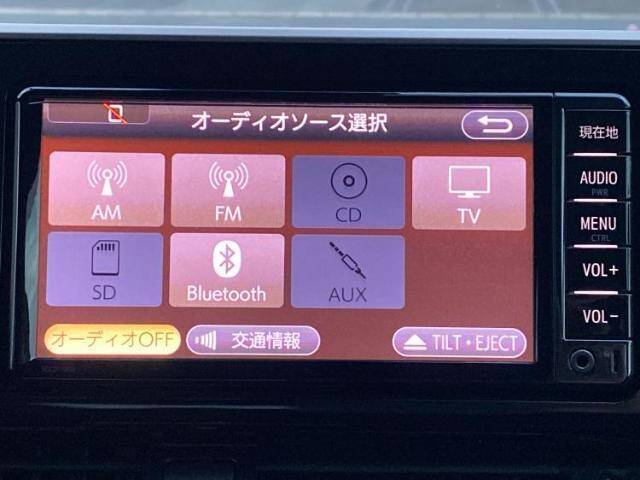 オーディオソース選択
AM
FM
CD
TV
SD
Bluetooth
AUX
オーディオOFF
交通情報
TILT・EJECT
現在地
AUDIO
PWR
MENU
CTRL
VOL+
VOL-